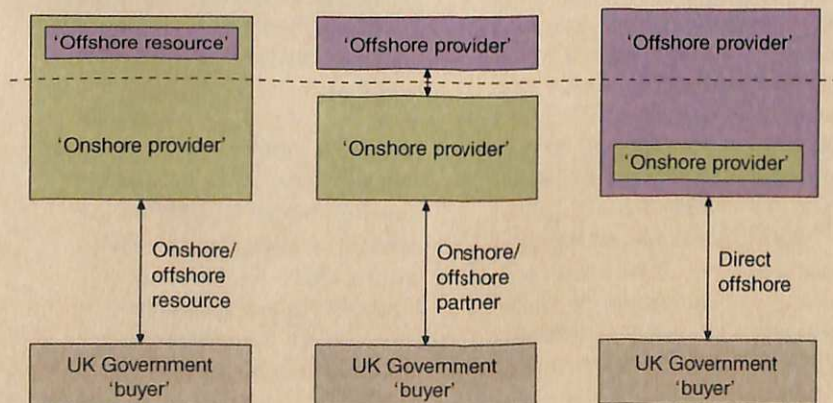 'Offshore resource'
'Onshore provider'
Onshore/
offshore
resource
UK Government
'buyer'
'Offshore provider'
'Onshore provider'
Onshore/
offshore
partner
UK Government
'buyer'
'Offshore provider'
'Onshore provider'
Direct
offshore
UK Government
'buyer'